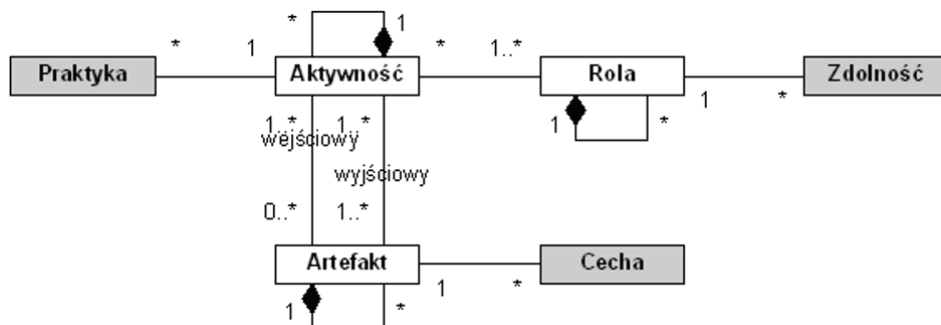 * 1
* 1 * 1..*
Praktyka Aktywność Rola Zdolność
1..* 1..* 1 * 1 *
wejściowy
wyjściowy
0..* 1..*
Artefakt Cecha
1 * 1 *